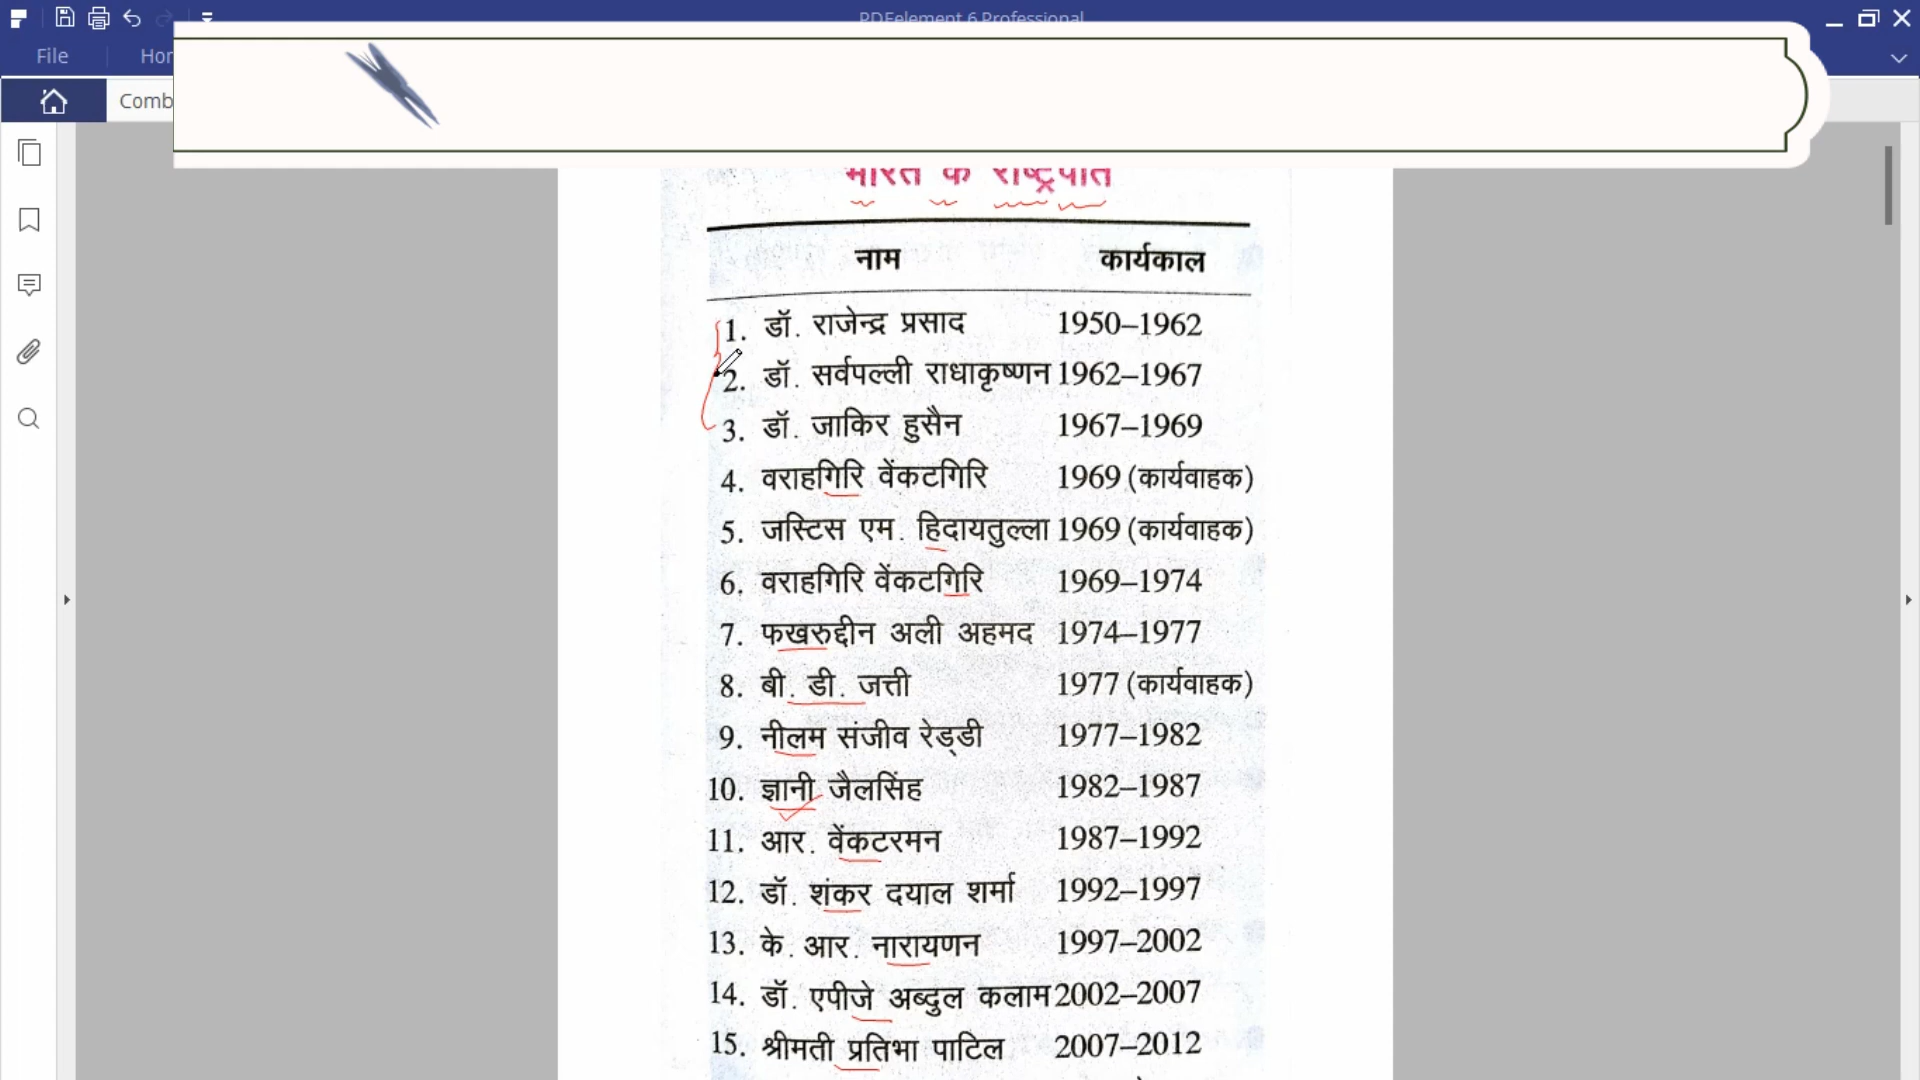 PDFelement 6 Professional
File
Comb
भारत के राष्ट्रपति
नाम कार्यकाल
1. डॉ. राजेन्द्र प्रसाद 1950–1962
2. डॉ. सर्वपल्ली राधाकृष्णन 1962–1967
3. डॉ. जाकिर हुसैन 1967–1969
4. वराहगिरि वेंकटगिरि 1969 (कार्यवाहक)
5. जस्टिस एम. हिदायतुल्ला 1969 (कार्यवाहक)
6. वराहगिरि वेंकटगिरि 1969–1974
7. फखरुद्दीन अली अहमद 1974–1977
8. बी. डी. जत्ती 1977 (कार्यवाहक)
9. नीलम संजीव रेड्डी 1977–1982
10. ज्ञानी जैलसिंह 1982–1987
11. आर. वेंकटरमन 1987–1992
12. डॉ. शंकर दयाल शर्मा 1992–1997
13. के. आर. नारायणन 1997–2002
14. डॉ. एपीजे अब्दुल कलाम 2002–2007
15. श्रीमती प्रतिभा पाटिल 2007–2012